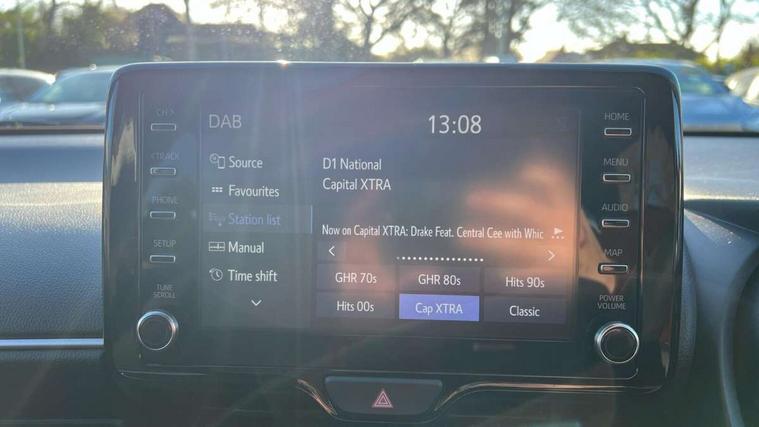 CH >
< TRACK
PHONE
SETUP
TUNE
SCROLL
DAB
13:08
Source
Favourites
Station list
Manual
Time shift
D1 National
Capital XTRA
Now on Capital XTRA: Drake Feat. Central Cee with Whic
GHR 70s
GHR 80s
Hits 90s
Hits 00s
Cap XTRA
Classic
HOME
MENU
AUDIO
MAP
POWER
VOLUME